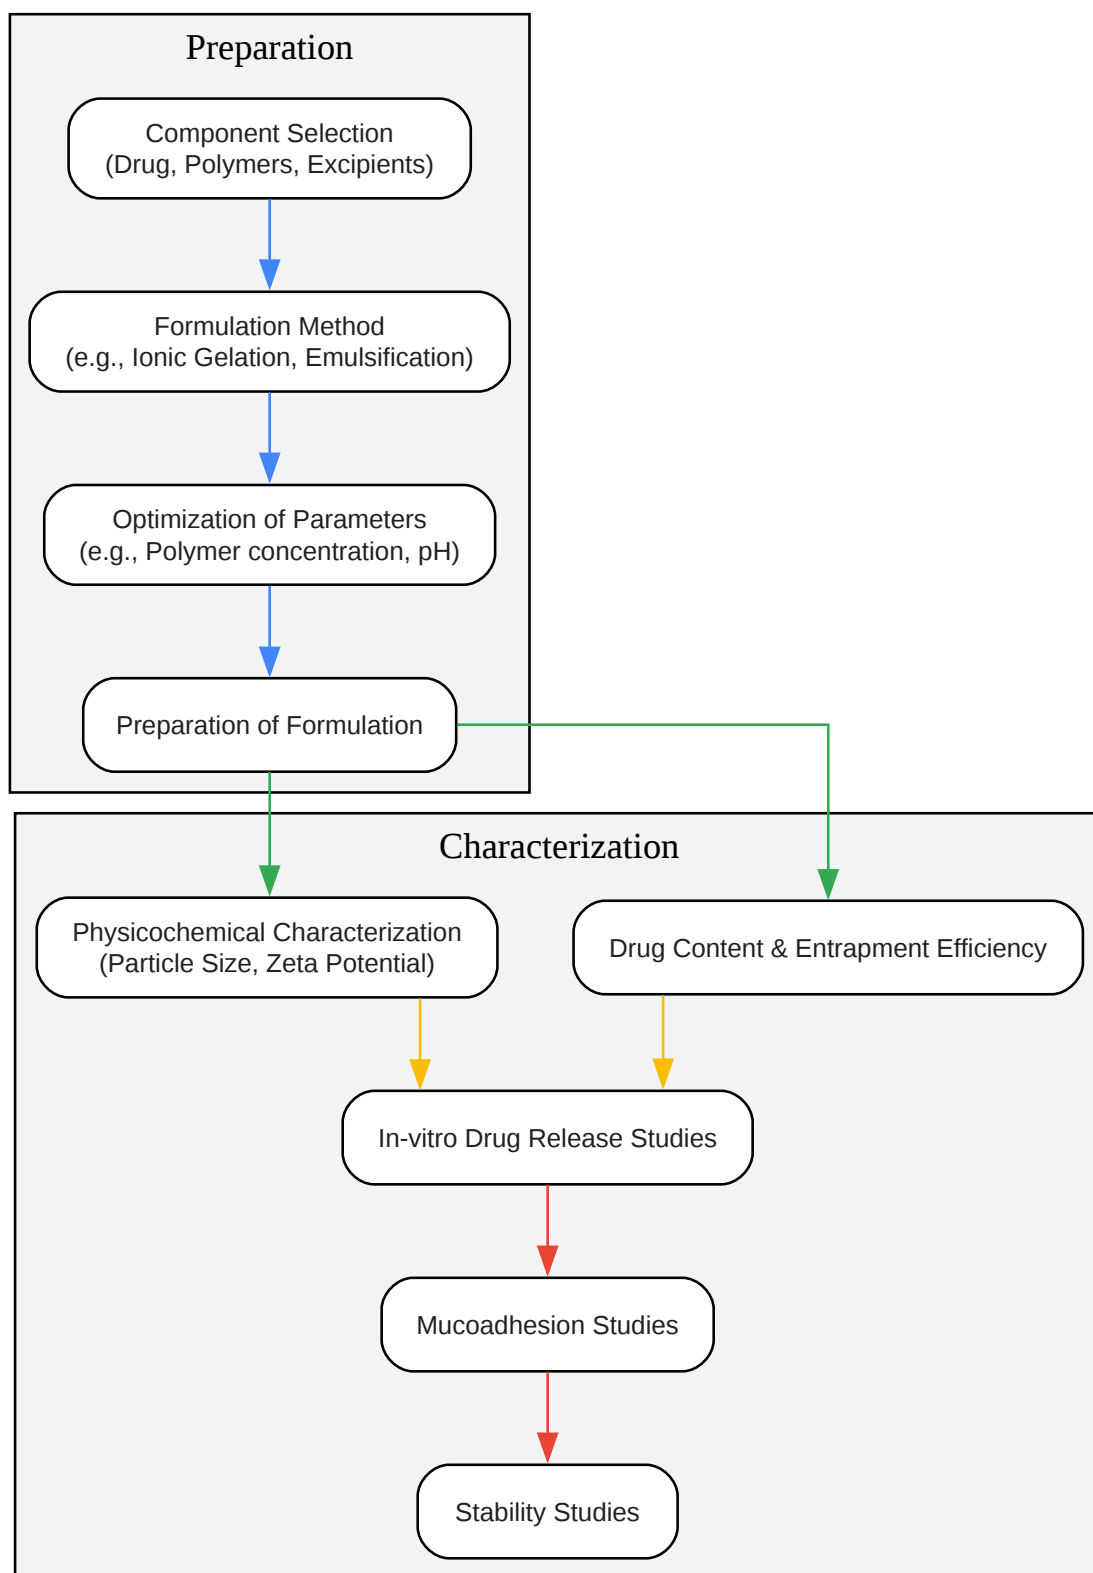 Preparation
Component Selection
(Drug, Polymers, Excipients)
Formulation Method
(e.g., Ionic Gelation, Emulsification)
Optimization of Parameters
(e.g., Polymer concentration, pH)
Preparation of Formulation
Characterization
Physicochemical Characterization
(Particle Size, Zeta Potential)
Drug Content & Entrapment Efficiency
In-vitro Drug Release Studies
Mucoadhesion Studies
Stability Studies